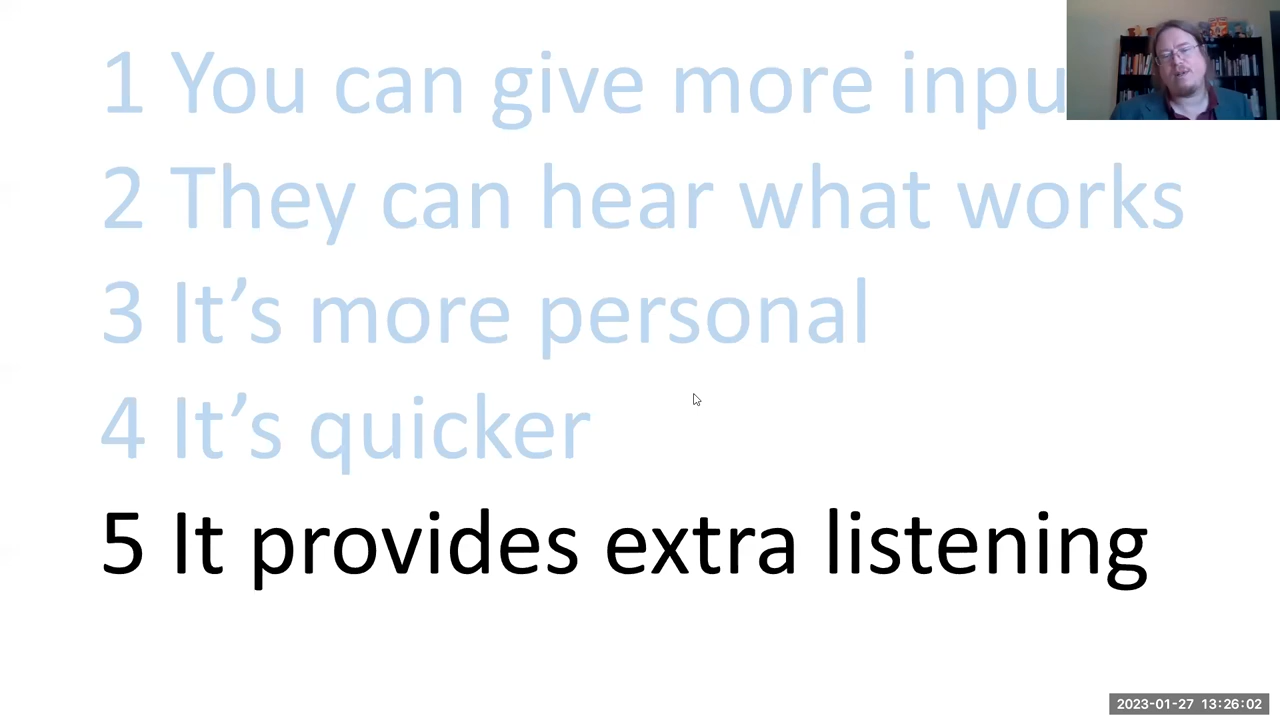 1 You can give more inpu
2 They can hear what works
3 It’s more personal
4 It’s quicker
5 It provides extra listening
2023-01-27 13:26:02